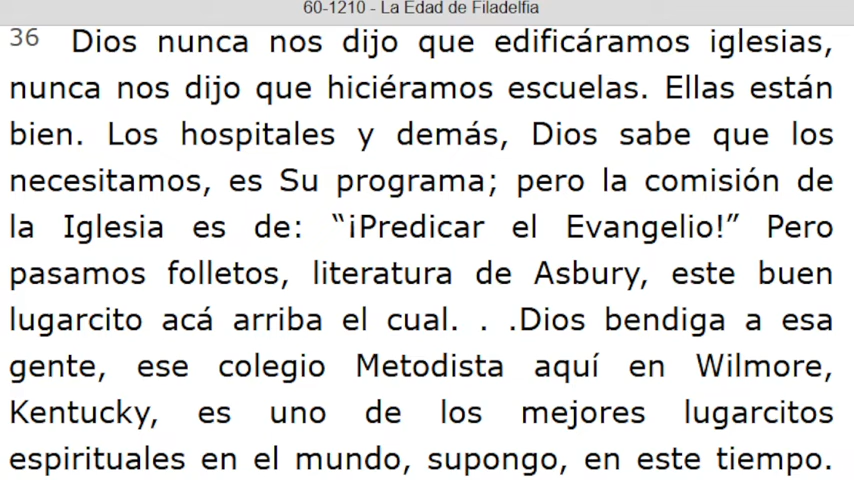 60-1210 - La Edad de Filadelfia
36 Dios nunca nos dijo que edificáramos iglesias,
nunca nos dijo que hiciéramos escuelas. Ellas están
bien. Los hospitales y demás, Dios sabe que los
necesitamos, es Su programa; pero la comisión de
la Iglesia es de: “¡Predicar el Evangelio!” Pero
pasamos folletos, literatura de Asbury, este buen
lugarcito acá arriba el cual. . .Dios bendiga a esa
gente, ese colegio Metodista aquí en Wilmore,
Kentucky, es uno de los mejores lugarcitos
espirituales en el mundo, supongo, en este tiempo.